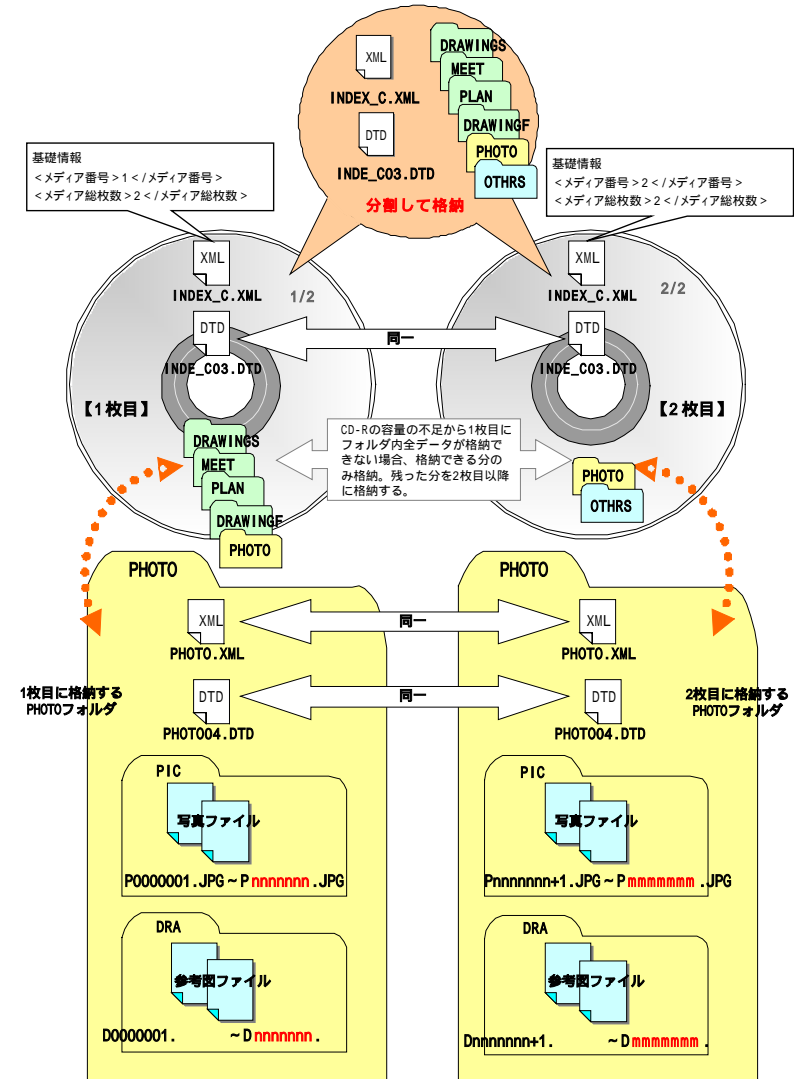 XML
INDEX_C.XML
DTD
INDE_C03.DTD
DRAWINGS
MEET
PLAN
DRAWINGF
PHOTO
OTHRS
分割して格納
基礎情報
<メディア番号>1</メディア番号>
<メディア総枚数>2</メディア総枚数>
基礎情報
<メディア番号>2</メディア番号>
<メディア総枚数>2</メディア総枚数>
XML
INDEX_C.XML
1/2
DTD
INDE_C03.DTD
【1枚目】
同一
XML
INDEX_C.XML
2/2
DTD
INDE_C03.DTD
【2枚目】
DRAWINGS
MEET
PLAN
DRAWINGF
PHOTO
CD-Rの容量の不足から1枚目に
フォルダ内全データが格納で
きない場合、格納できる分の
み格納。残った分を2枚目以降
に格納する。
PHOTO
OTHRS
PHOTO
XML
PHOTO.XML
同一
PHOTO
XML
PHOTO.XML
1枚目に格納する
PHOTOフォルダ
DTD
PHOTO04.DTD
同一
DTD
PHOTO04.DTD
2枚目に格納する
PHOTOフォルダ
PIC
写真ファイル
P0000001.JPG～Pnnnnnnn.JPG
PIC
写真ファイル
Pnnnnnnn+1.JPG～Pmmmmmmm.JPG
DRA
参考図ファイル
D0000001. ～Dnnnnnnn.
DRA
参考図ファイル
Dnnnnnnn+1. ～Dmmmmmmm.